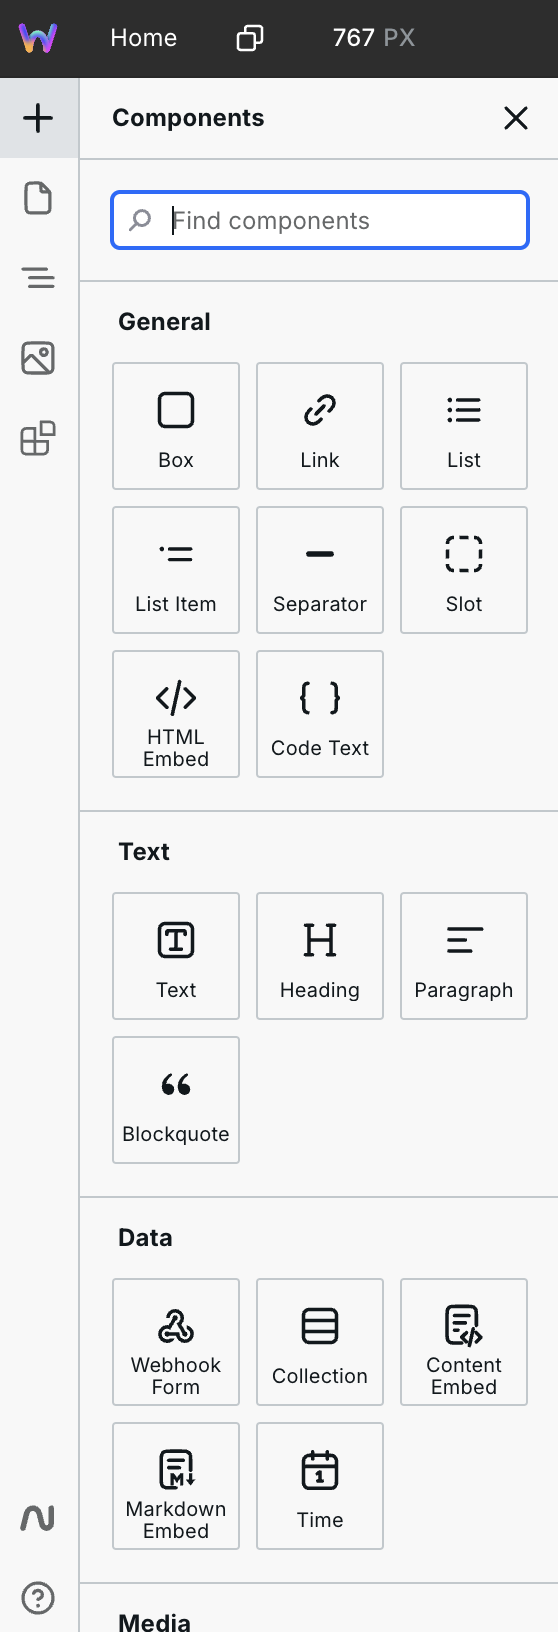 Home 767 PX
Components
Find components
General
Box Link List
List Item Separator Slot
HTML
Embed
Code Text
Text
Text Heading Paragraph
Blockquote
Data
Webhook
Form
Collection
Content
Embed
Markdown
Embed
Time
Media